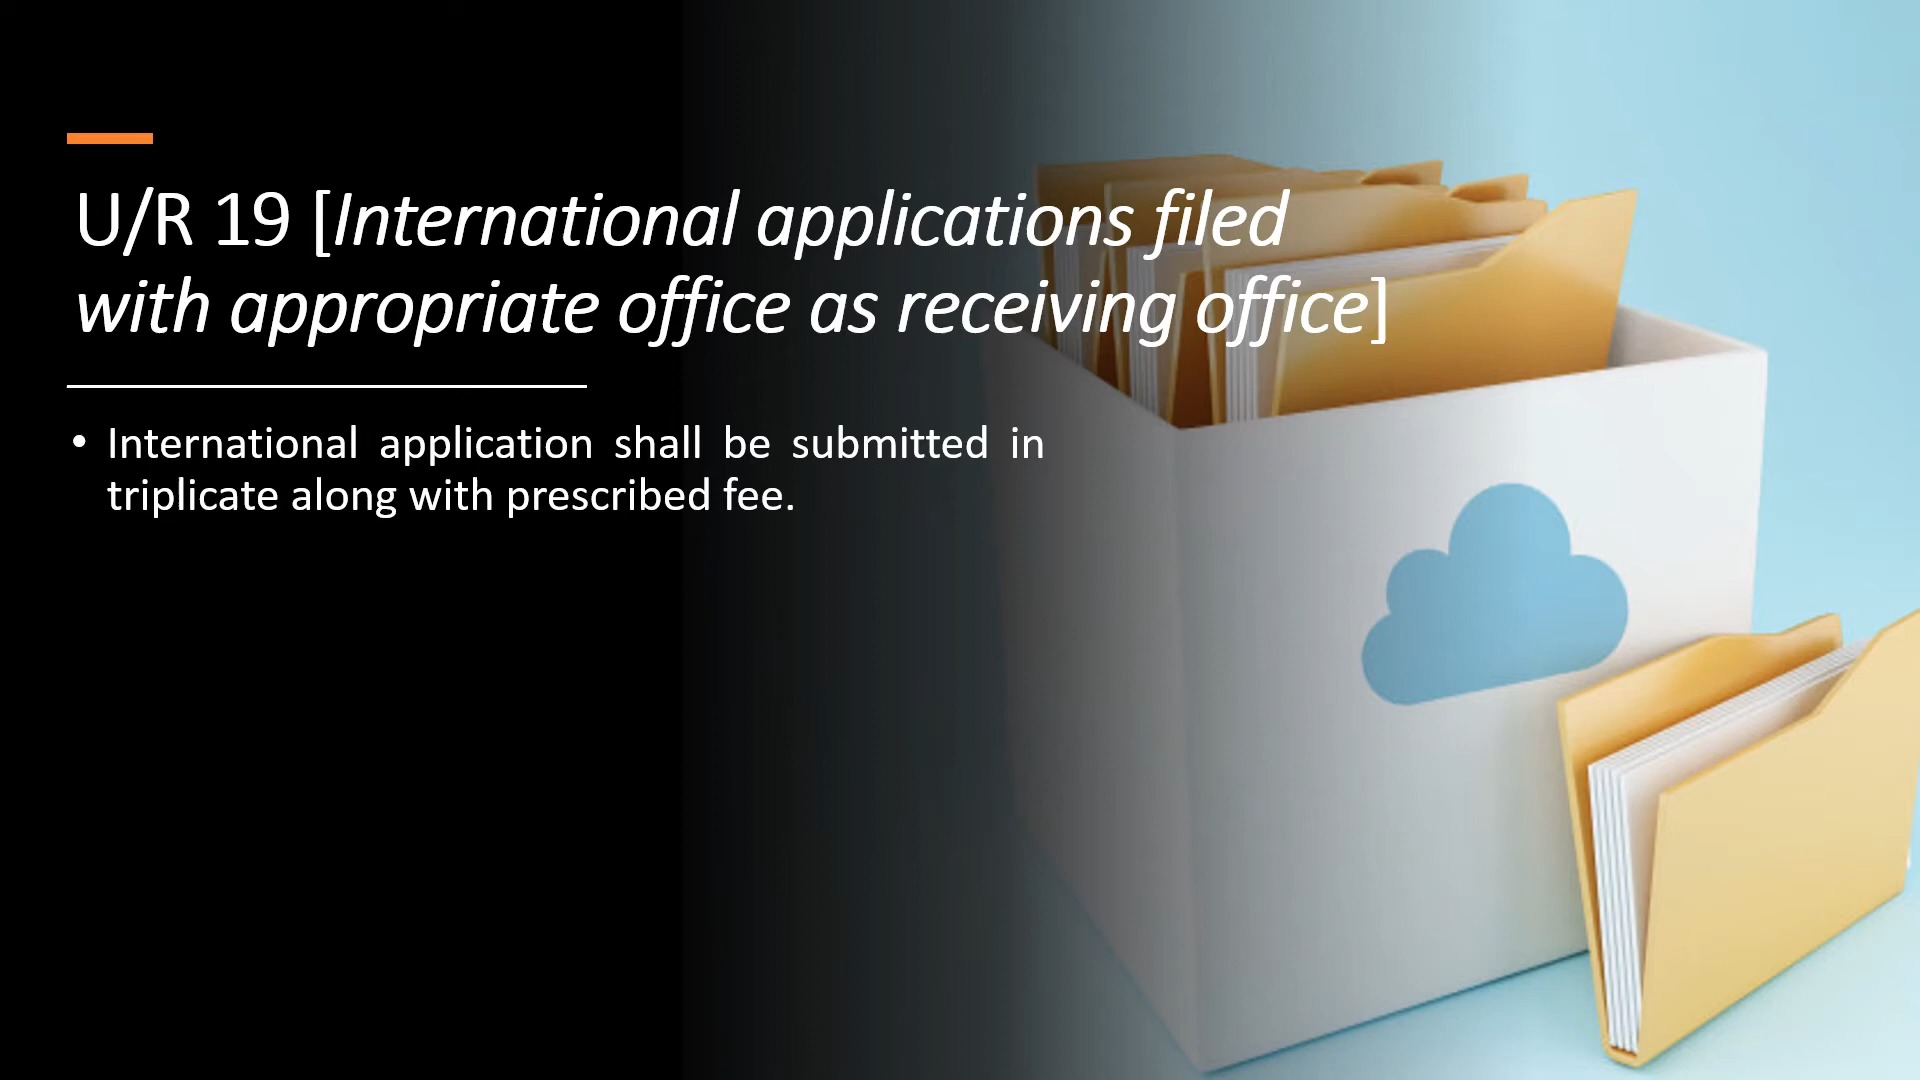 U/R 19 [International applications filed
with appropriate office as receiving office]
• International application shall be submitted in
triplicate along with prescribed fee.